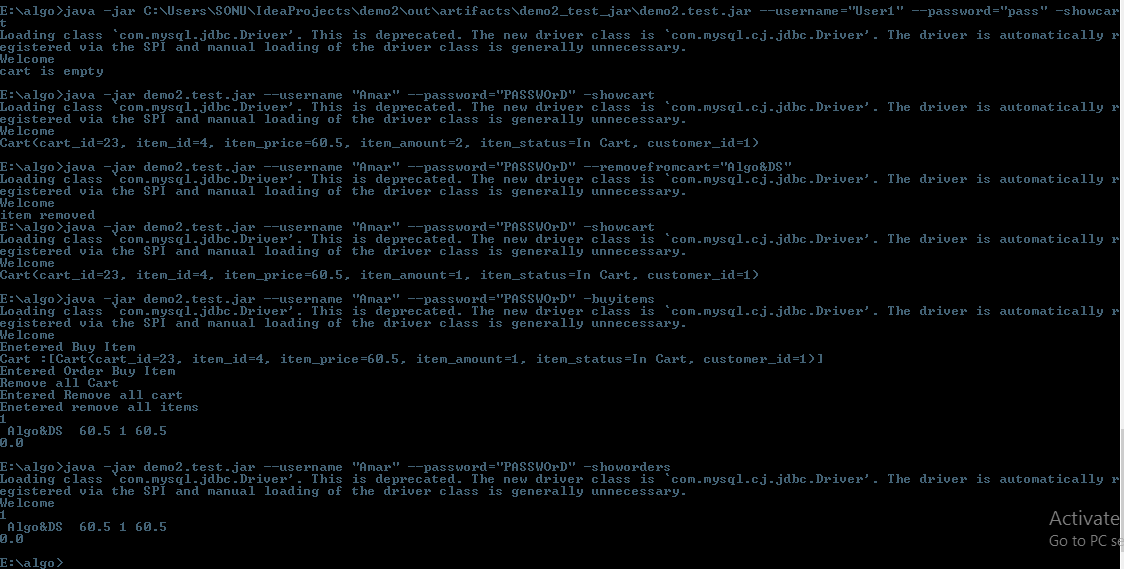 E:\algo>java -jar C:\Users\SONU\IdeaProjects\demo2\out\artifacts\demo2_test_jar\demo2.test.jar --username="User1" --password="pass" -showcar
t
Loading class `com.mysql.jdbc.Driver'. This is deprecated. The new driver class is `com.mysql.cj.jdbc.Driver'. The driver is automatically r
egistered via the SPI and manual loading of the driver class is generally unnecessary.
Welcome
cart is empty
E:\algo>java -jar demo2.test.jar --username "Amar" --password="PASSWOrD" -showcart
Loading class `com.mysql.jdbc.Driver'. This is deprecated. The new driver class is `com.mysql.cj.jdbc.Driver'. The driver is automatically r
egistered via the SPI and manual loading of the driver class is generally unnecessary.
Welcome
Cart(cart_id=23, item_id=4, item_price=60.5, item_amount=2, item_status=In Cart, customer_id=1)
E:\algo>java -jar demo2.test.jar --username "Amar" --password="PASSWOrD" --removefromcart="Algo&DS"
Loading class `com.mysql.jdbc.Driver'. This is deprecated. The new driver class is `com.mysql.cj.jdbc.Driver'. The driver is automatically r
egistered via the SPI and manual loading of the driver class is generally unnecessary.
Welcome
item removed
E:\algo>java -jar demo2.test.jar --username "Amar" --password="PASSWOrD" -showcart
Loading class `com.mysql.jdbc.Driver'. This is deprecated. The new driver class is `com.mysql.cj.jdbc.Driver'. The driver is automatically r
egistered via the SPI and manual loading of the driver class is generally unnecessary.
Welcome
Cart(cart_id=23, item_id=4, item_price=60.5, item_amount=1, item_status=In Cart, customer_id=1)
E:\algo>java -jar demo2.test.jar --username "Amar" --password="PASSWOrD" -buyitems
Loading class `com.mysql.jdbc.Driver'. This is deprecated. The new driver class is `com.mysql.cj.jdbc.Driver'. The driver is automatically r
egistered via the SPI and manual loading of the driver class is generally unnecessary.
Welcome
Enetered Buy Item
Cart :[Cart(cart_id=23, item_id=4, item_price=60.5, item_amount=1, item_status=In Cart, customer_id=1)]
Entered Order Buy Item
Remove all Cart
Entered Remove all cart
Enetered remove all items
1
Algo&DS  60.5 1 60.5
0.0
E:\algo>java -jar demo2.test.jar --username "Amar" --password="PASSWOrD" -showorders
Loading class `com.mysql.jdbc.Driver'. This is deprecated. The new driver class is `com.mysql.cj.jdbc.Driver'. The driver is automatically r
egistered via the SPI and manual loading of the driver class is generally unnecessary.
Welcome
1
Algo&DS  60.5 1 60.5
0.0
E:\algo>
Activate
Go to PC se